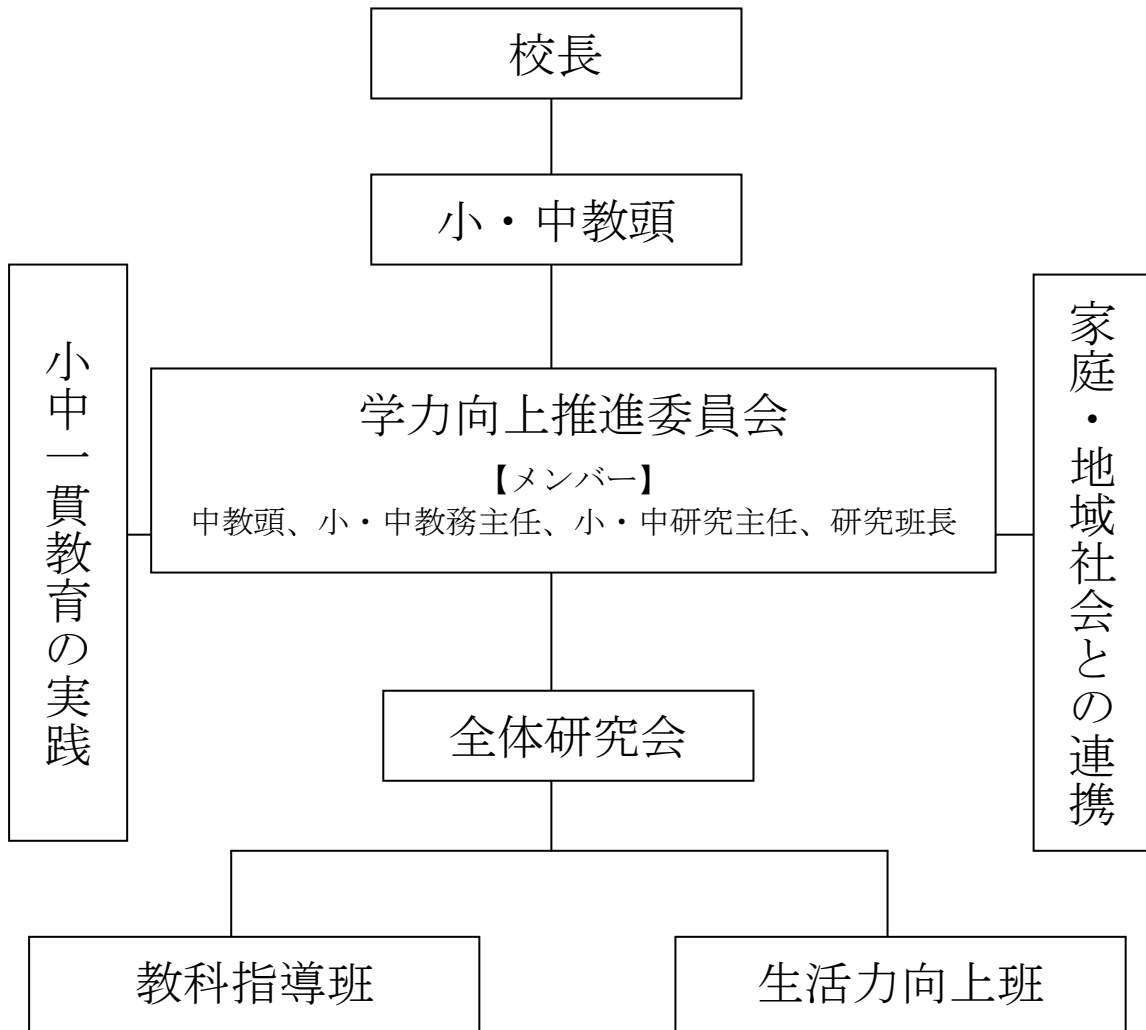 校長
小・中教頭
小中一貫教育の実践
学力向上推進委員会
【メンバー】
中教頭、小・中教務主任、小・中研究主任、研究班長
家庭・地域社会との連携
全体研究会
教科指導班
生活力向上班